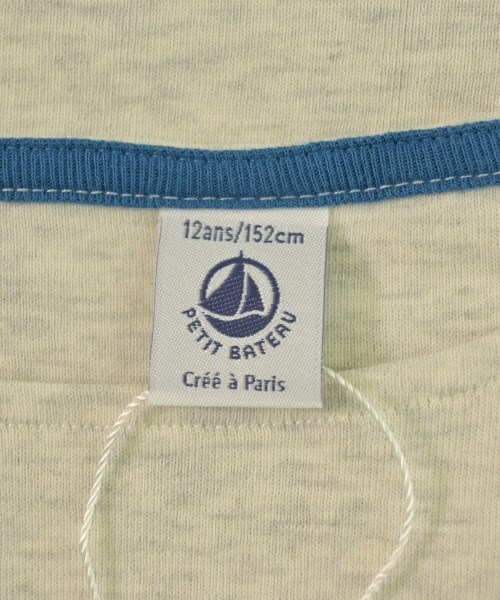 12ans/152cm
PETIT BATEAU
Créé à Paris